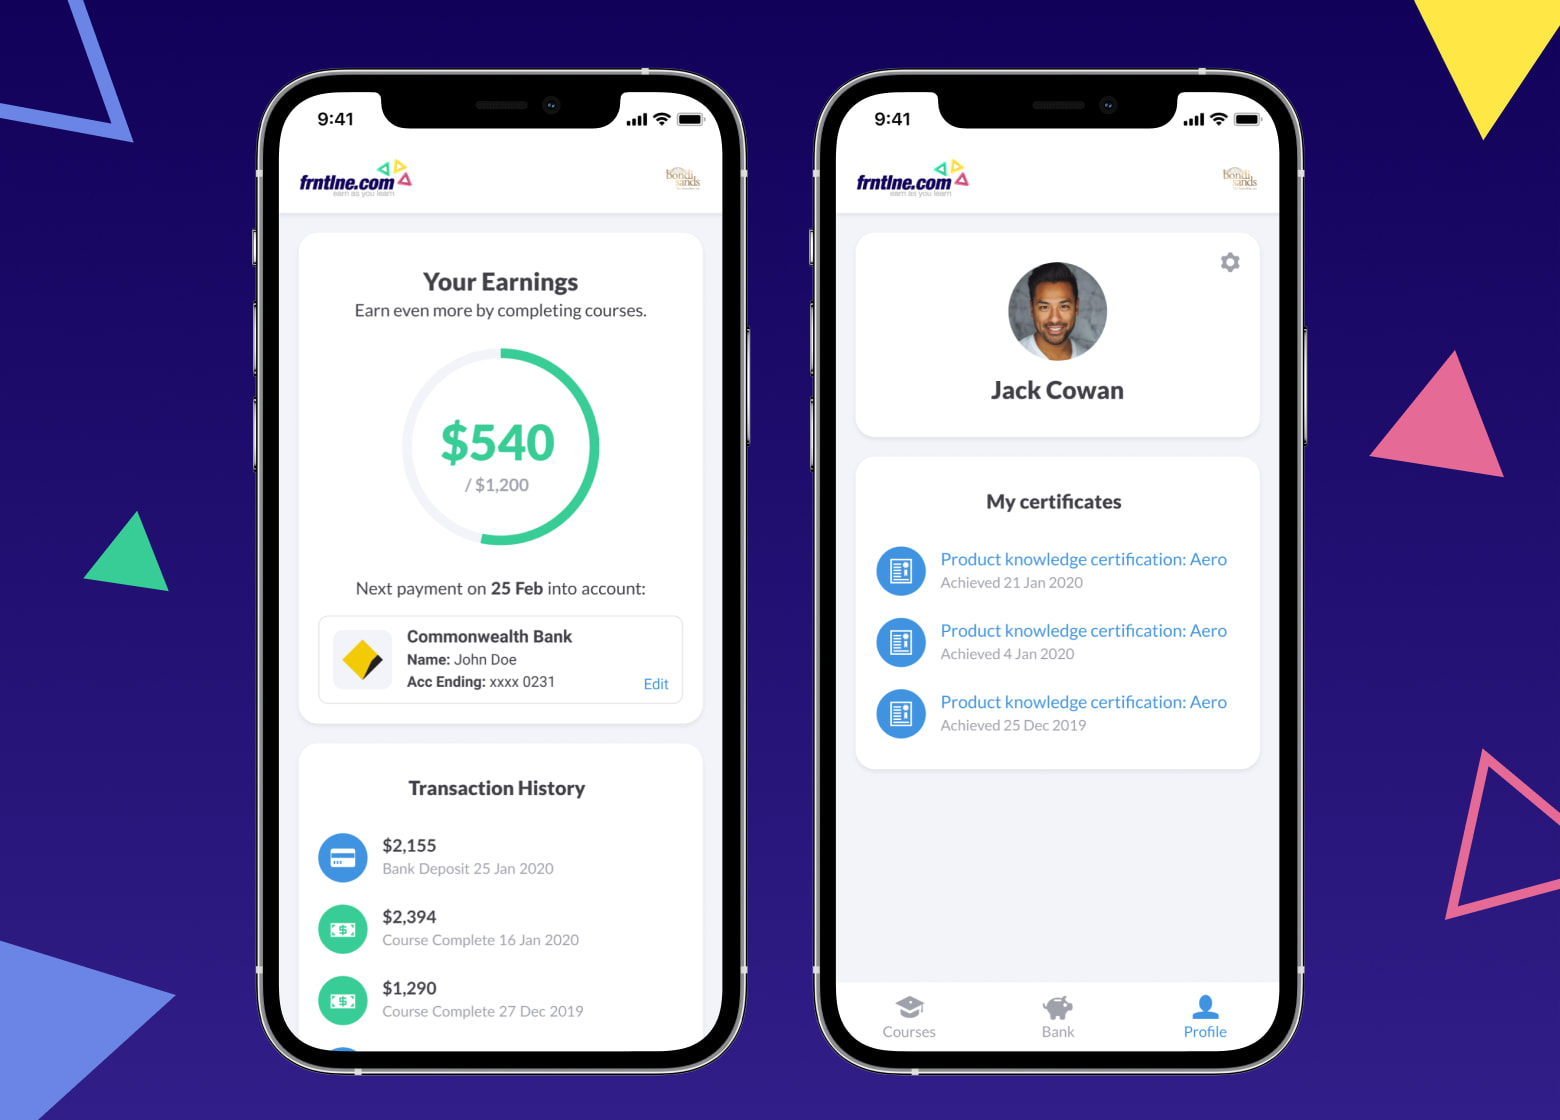 9:41
frntlne.com
earn as you learn
bondi
sands
Your Earnings
Earn even more by completing courses.
$540
/ $1,200
Next payment on 25 Feb into account:
Commonwealth Bank
Name: John Doe
Acc Ending: xxxx 0231
Edit
Transaction History
$2,155
Bank Deposit 25 Jan 2020
$2,394
Course Complete 16 Jan 2020
$1,290
Course Complete 27 Dec 2019
9:41
frntlne.com
earn as you learn
bondi
sands
Jack Cowan
My certificates
Product knowledge certification: Aero
Achieved 21 Jan 2020
Product knowledge certification: Aero
Achieved 4 Jan 2020
Product knowledge certification: Aero
Achieved 25 Dec 2019
Courses
Bank
Profile